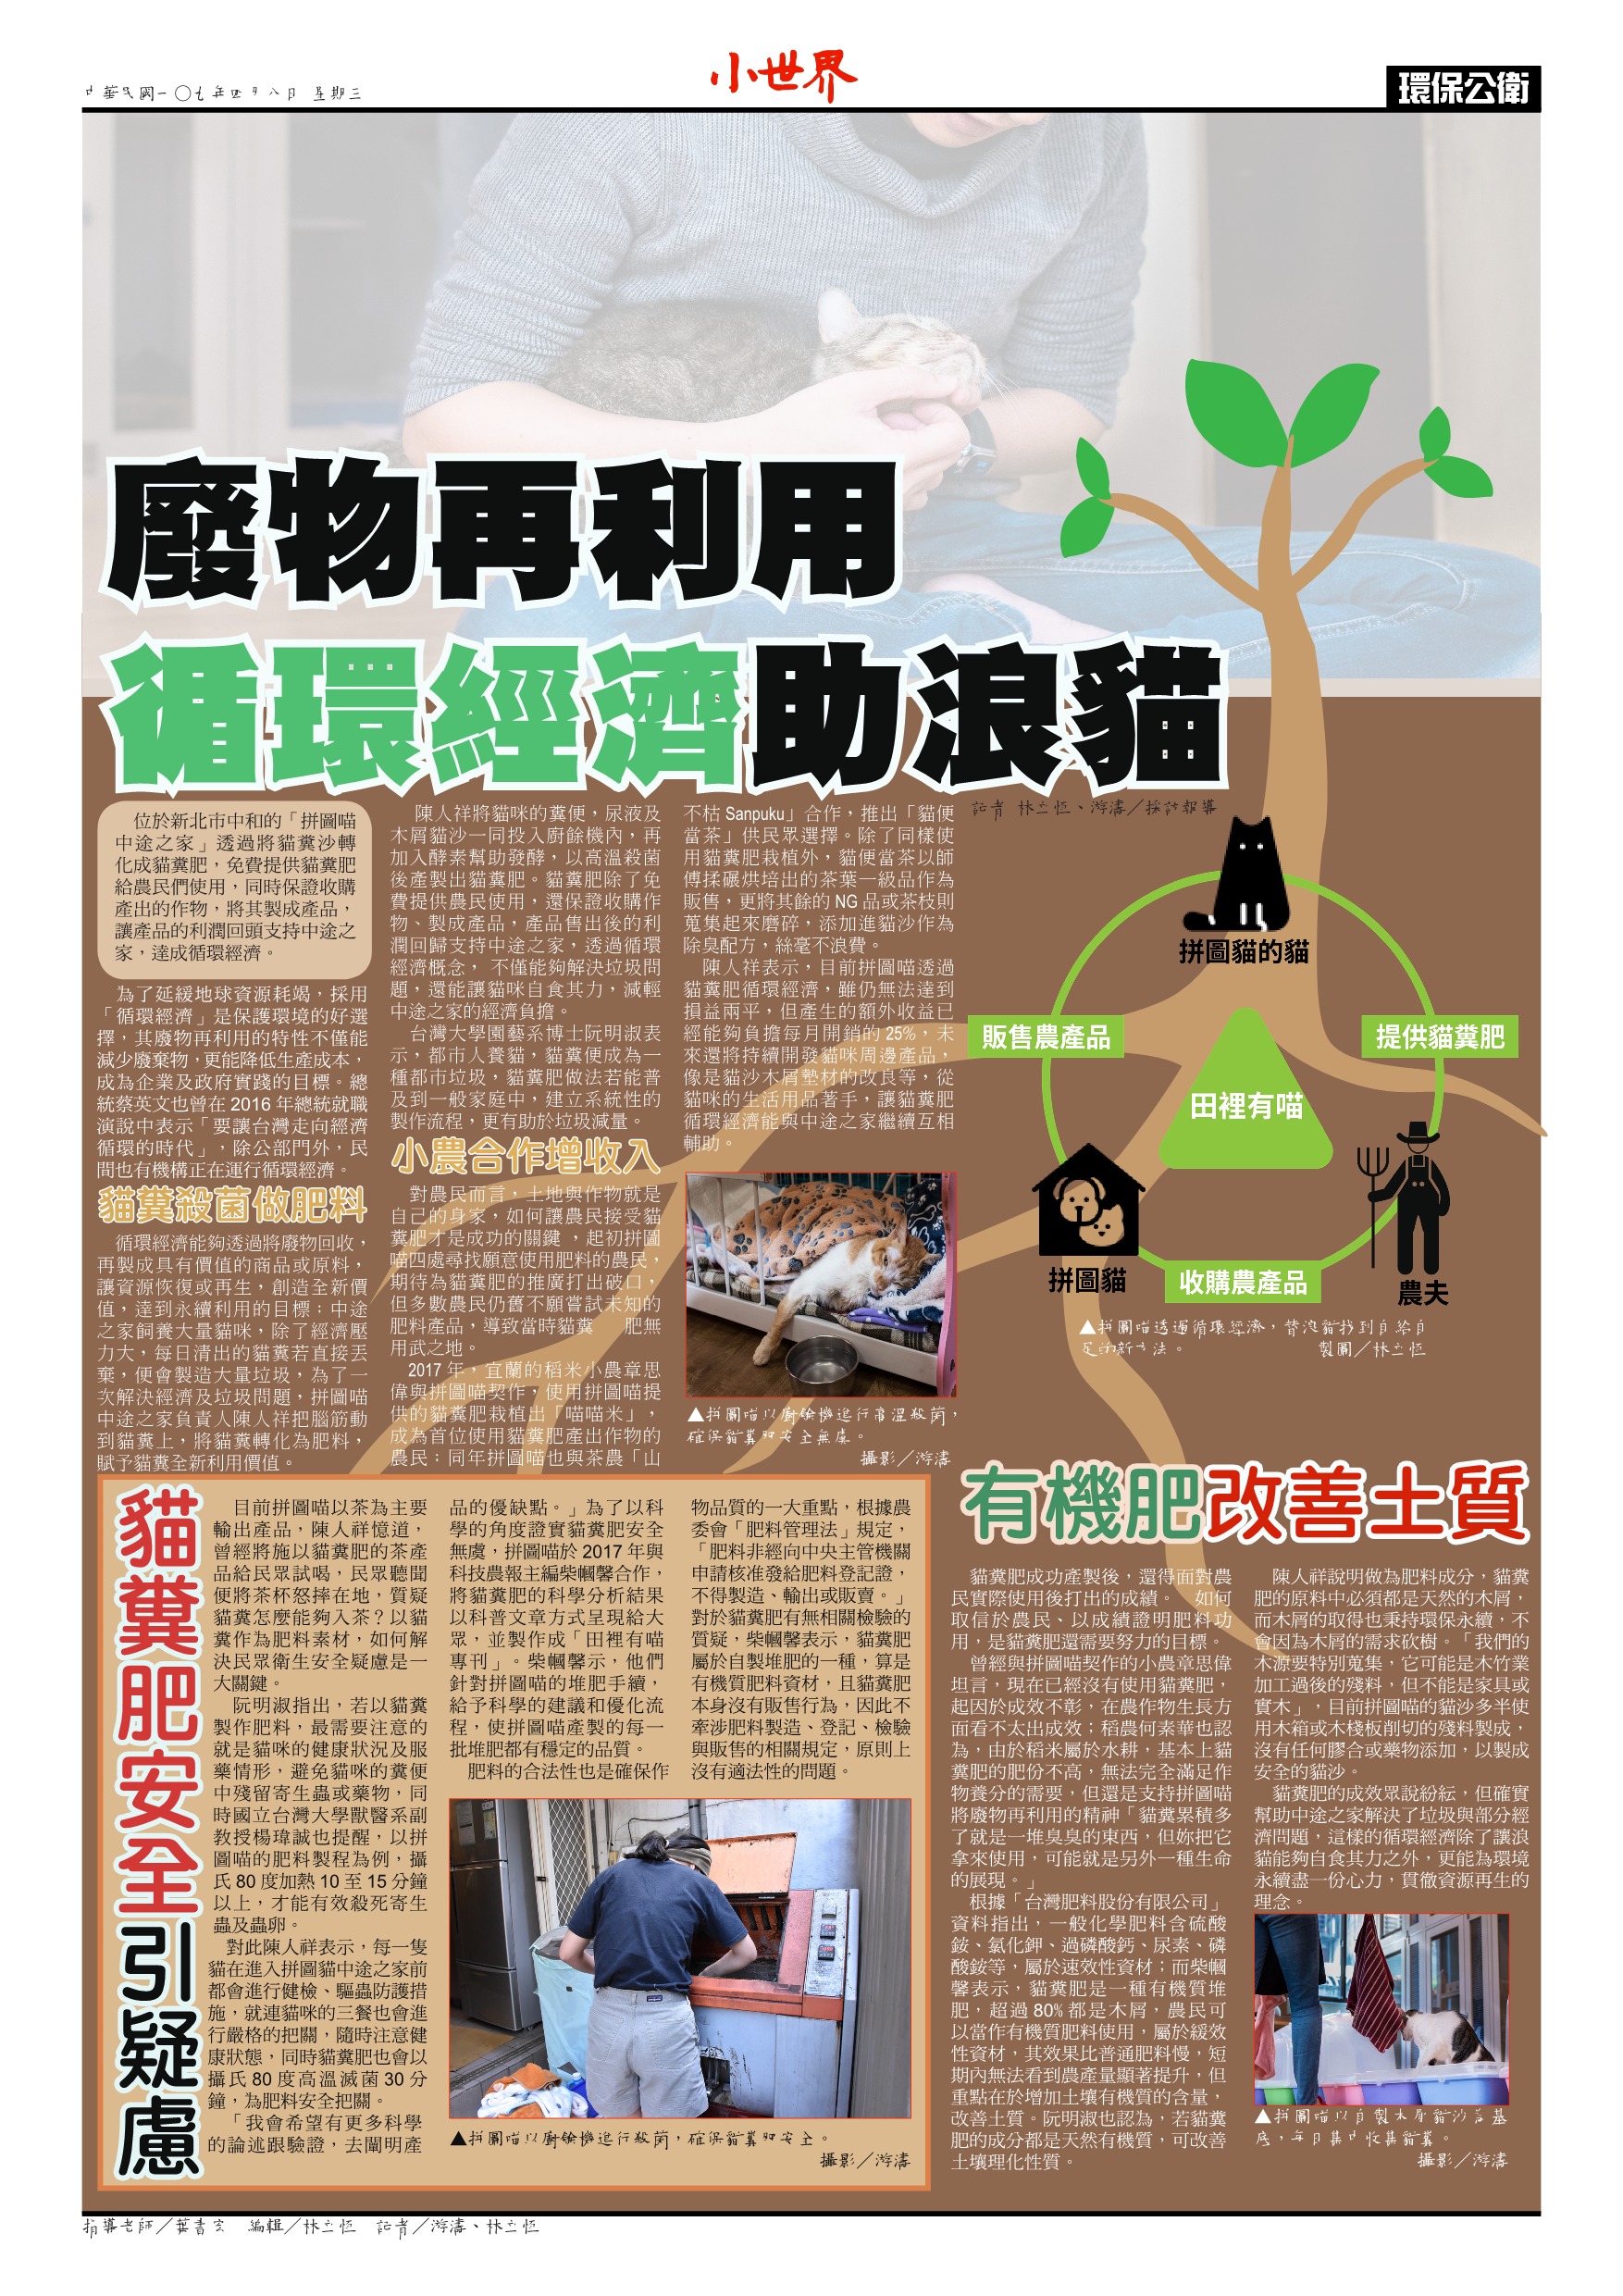 中華民國一〇七年四月八日 星期三
小世界
環保公衛
廢物再利用
循環經濟助浪貓
記者 林立恆、游濤／採訪報導
位於新北市中和的「拼圖喵
中途之家」透過將貓糞沙轉
化成貓糞肥，免費提供貓糞肥
給農民們使用，同時保證收購
產出的作物，將其製成產品，
讓產品的利潤回頭支持中途之
家，達成循環經濟。
為了延緩地球資源耗竭，採用
「循環經濟」是保護環境的好選
擇，其廢物再利用的特性不僅能
減少廢棄物，更能降低生產成本，
成為企業及政府實踐的目標。總
統蔡英文也曾在 2016 年總統就職
演說中表示「要讓台灣走向經濟
循環的時代」，除公部門外，民
間也有機構正在運行循環經濟。
貓糞殺菌做肥料
循環經濟能夠透過將廢物回收，
再製成具有價值的商品或原料，
讓資源恢復或再生，創造全新價
值，達到永續利用的目標；中途
之家飼養大量貓咪，除了經濟壓
力大，每日清出的貓糞若直接丟
棄，便會製造大量垃圾，為了一
次解決經濟及垃圾問題，拼圖喵
中途之家負責人陳人祥把腦筋動
到貓糞上，將貓糞轉化為肥料，
賦予貓糞全新利用價值。
陳人祥將貓咪的糞便，尿液及
木屑貓沙一同投入廚餘機內，再
加入酵素幫助發酵，以高溫殺菌
後產製出貓糞肥。貓糞肥除了免
費提供農民使用，還保證收購作
物、製成產品，產品售出後的利
潤回歸支持中途之家，透過循環
經濟概念， 不僅能夠解決垃圾問
題，還能讓貓咪自食其力，減輕
中途之家的經濟負擔。
台灣大學園藝系博士阮明淑表
示，都市人養貓，貓糞便成為一
種都市垃圾，貓糞肥做法若能普
及到一般家庭中，建立系統性的
製作流程，更有助於垃圾減量。
小農合作增收入
對農民而言，土地與作物就是
自己的身家，如何讓農民接受貓
糞肥才是成功的關鍵 ，起初拼圖
喵四處尋找願意使用肥料的農民，
期待為貓糞肥的推廣打出破口，
但多數農民仍舊不願嘗試未知的
肥料產品，導致當時貓糞 肥無
用武之地。
2017 年，宜蘭的稻米小農章思
偉與拼圖喵契作，使用拼圖喵提
供的貓糞肥栽植出「喵喵米」，
成為首位使用貓糞肥產出作物的
農民；同年拼圖喵也與茶農「山
不枯 Sanpuku」合作，推出「貓便
當茶」供民眾選擇。除了同樣使
用貓糞肥栽植外，貓便當茶以師
傅揉碾烘培出的茶葉一級品作為
販售，更將其餘的 NG 品或茶枝則
蒐集起來磨碎，添加進貓沙作為
除臭配方，絲毫不浪費。
陳人祥表示，目前拼圖喵透過
貓糞肥循環經濟，雖仍無法達到
損益兩平，但產生的額外收益已
經能夠負擔每月開銷的 25%，未
來還將持續開發貓咪周邊產品，
像是貓沙木屑墊材的改良等，從
貓咪的生活用品著手，讓貓糞肥
循環經濟能與中途之家繼續互相
輔助。
▲拼圖喵以廚餘機進行高溫殺菌，
確保貓糞肥安全無虞。
攝影／游濤
拼圖貓的貓
販售農產品
提供貓糞肥
田裡有喵
拼圖貓
收購農產品
農夫
▲拼圖喵透過循環經濟，替浪貓找到自給自
足的新方法。 製圖／林立恆
貓糞肥安全引疑慮
目前拼圖喵以茶為主要
輸出產品，陳人祥憶道，
曾經將施以貓糞肥的茶產
品給民眾試喝，民眾聽聞
便將茶杯怒摔在地，質疑
貓糞怎麼能夠入茶？以貓
糞作為肥料素材，如何解
決民眾衛生安全疑慮是一
大關鍵。
阮明淑指出，若以貓糞
製作肥料，最需要注意的
就是貓咪的健康狀況及服
藥情形，避免貓咪的糞便
中殘留寄生蟲或藥物，同
時國立台灣大學獸醫系副
教授楊瑋誠也提醒，以拼
圖喵的肥料製程為例，攝
氏 80 度加熱 10 至 15 分鐘
以上，才能有效殺死寄生
蟲及蟲卵。
對此陳人祥表示，每一隻
貓在進入拼圖貓中途之家前
都會進行健檢、驅蟲防護措
施，就連貓咪的三餐也會進
行嚴格的把關，隨時注意健
康狀態，同時貓糞肥也會以
攝氏 80 度高溫滅菌 30 分
鐘，為肥料安全把關。
「我會希望有更多科學
的論述跟驗證，去闡明產
品的優缺點。」為了以科
學的角度證實貓糞肥安全
無虞，拼圖喵於 2017 年與
科技農報主編柴幗馨合作，
將貓糞肥的科學分析結果
以科普文章方式呈現給大
眾，並製作成「田裡有喵
專刊」。柴幗馨示，他們
針對拼圖喵的堆肥手續，
給予科學的建議和優化流
程，使拼圖喵產製的每一
批堆肥都有穩定的品質。
肥料的合法性也是確保作
物品質的一大重點，根據農
委會「肥料管理法」規定，
「肥料非經向中央主管機關
申請核准發給肥料登記證，
不得製造、輸出或販賣。」
對於貓糞肥有無相關檢驗的
質疑，柴幗馨表示，貓糞肥
屬於自製堆肥的一種，算是
有機質肥料資材，且貓糞肥
本身沒有販售行為，因此不
牽涉肥料製造、登記、檢驗
與販售的相關規定，原則上
沒有適法性的問題。
▲拼圖喵以廚餘機進行殺菌，確保貓糞肥安全。
攝影／游濤
有機肥改善土質
貓糞肥成功產製後，還得面對農
民實際使用後打出的成績。 如何
取信於農民、以成績證明肥料功
用，是貓糞肥還需要努力的目標。
曾經與拼圖喵契作的小農章思偉
坦言，現在已經沒有使用貓糞肥，
起因於成效不彰，在農作物生長方
面看不太出成效；稻農何素華也認
為，由於稻米屬於水耕，基本上貓
糞肥的肥份不高，無法完全滿足作
物養分的需要，但還是支持拼圖喵
將廢物再利用的精神「貓糞累積多
了就是一堆臭臭的東西，但妳把它
拿來使用，可能就是另外一種生命
的展現。」
根據「台灣肥料股份有限公司」
資料指出，一般化學肥料含硫酸
銨、氯化鉀、過磷酸鈣、尿素、磷
酸銨等，屬於速效性資材；而柴幗
馨表示，貓糞肥是一種有機質堆
肥，超過 80% 都是木屑，農民可
以當作有機質肥料使用，屬於緩效
性資材，其效果比普通肥料慢，短
期內無法看到農產量顯著提升，但
重點在於增加土壤有機質的含量，
改善土質。阮明淑也認為，若貓糞
肥的成分都是天然有機質，可改善
土壤理化性質。
陳人祥說明做為肥料成分，貓糞
肥的原料中必須都是天然的木屑，
而木屑的取得也秉持環保永續，不
會因為木屑的需求砍樹。「我們的
木源要特別蒐集，它可能是木竹業
加工過後的殘料，但不能是家具或
實木」，目前拼圖喵的貓沙多半使
用木箱或木棧板削切的殘料製成，
沒有任何膠合或藥物添加，以製成
安全的貓沙。
貓糞肥的成效眾說紛紜，但確實
幫助中途之家解決了垃圾與部分經
濟問題，這樣的循環經濟除了讓浪
貓能夠自食其力之外，更能為環境
永續盡一份心力，貫徹資源再生的
理念。
▲拼圖喵以自製木屑貓沙為基
底，每日集中收集貓糞。
攝影／游濤
指導老師／葉書宏 編輯／林立恆 記者／游濤、林立恆